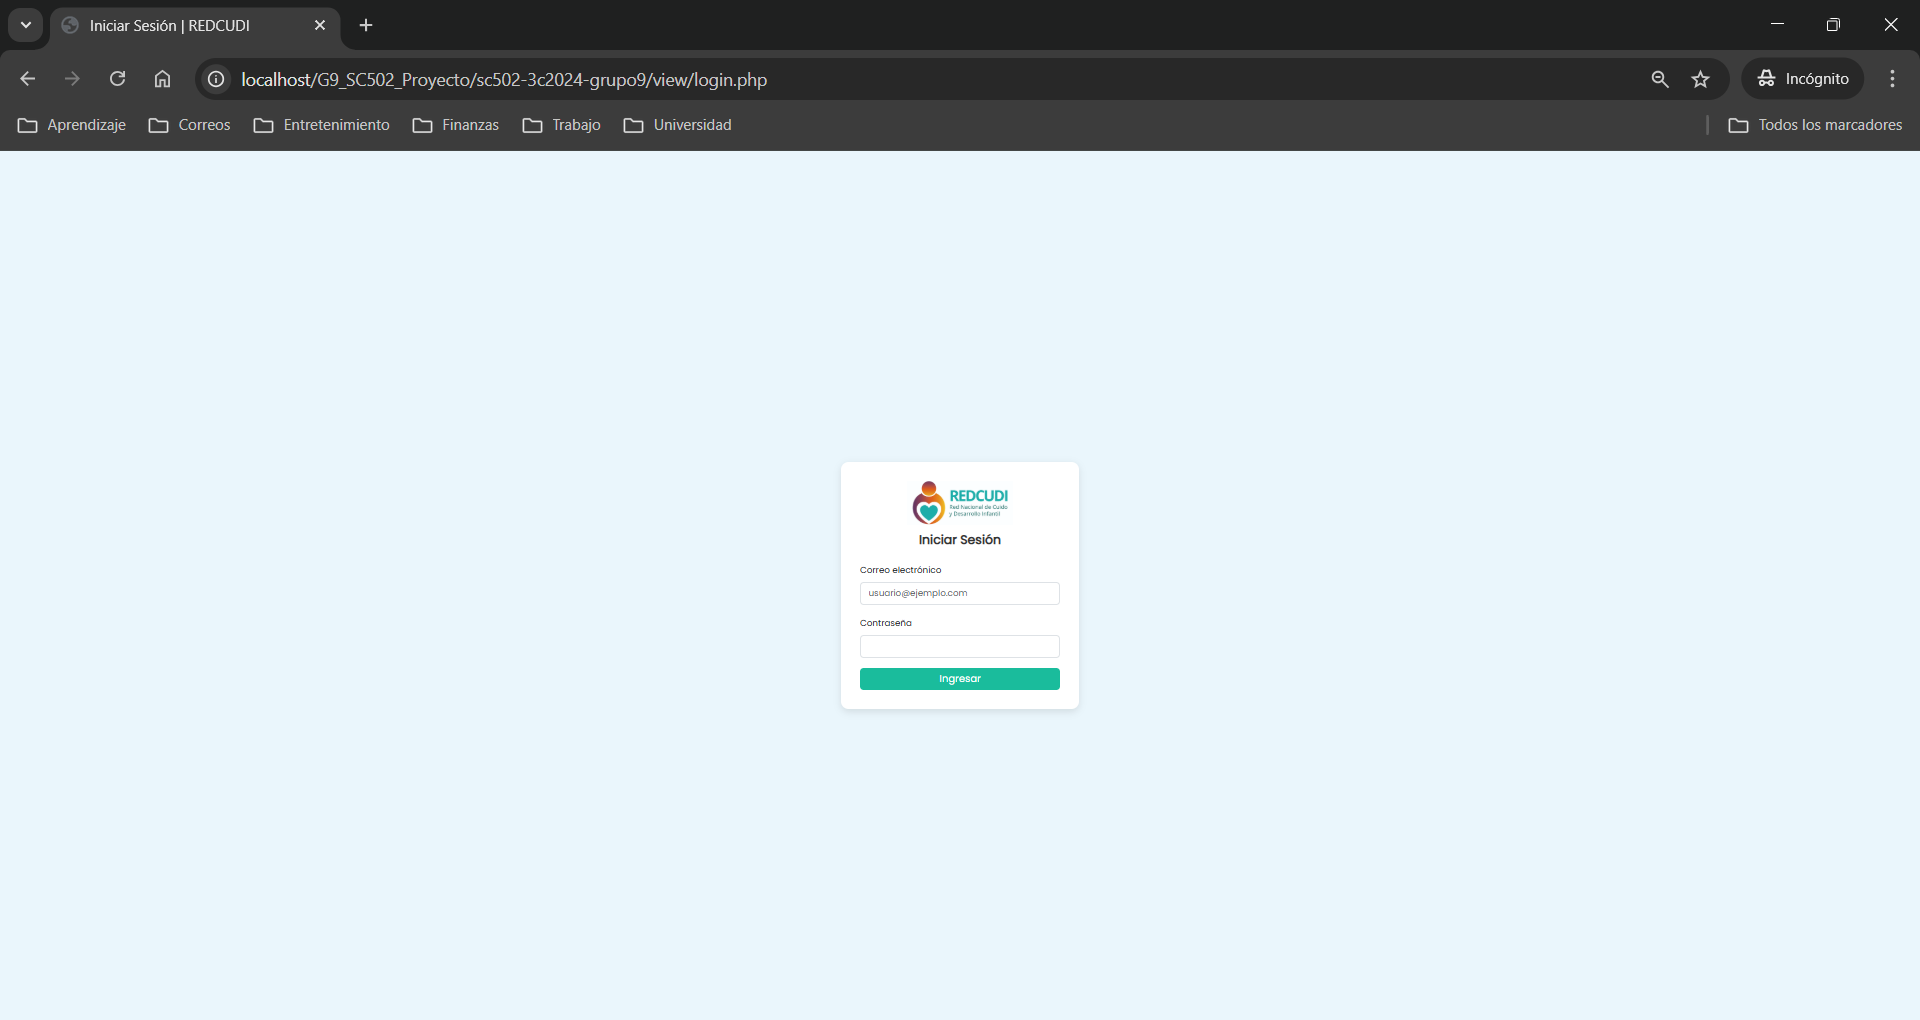 Iniciar Sesión | REDCUDI
localhost/G9_SC502_Proyecto/sc502-3c2024-grupo9/view/login.php
Incógnito
Aprendizaje
Correos
Entretenimiento
Finanzas
Trabajo
Universidad
Todos los marcadores
REDCUDI
Red Nacional de Cuido
y Desarrollo Infantil
Iniciar Sesión
Correo electrónico
usuario@ejemplo.com
Contraseña
Ingresar